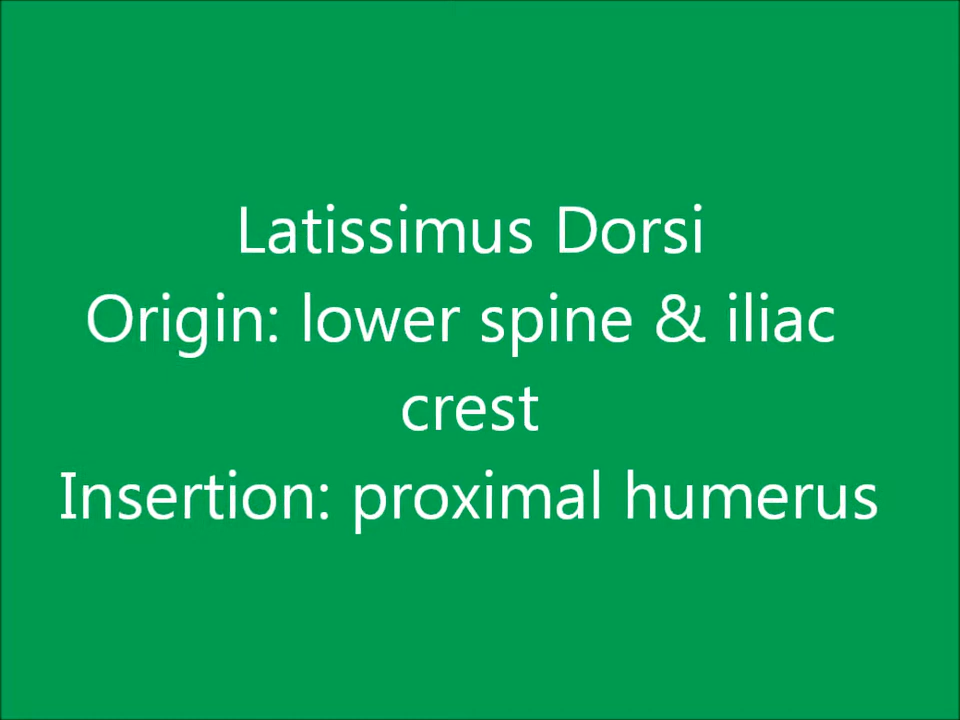 Latissimus Dorsi
Origin: lower spine & iliac
crest
Insertion: proximal humerus